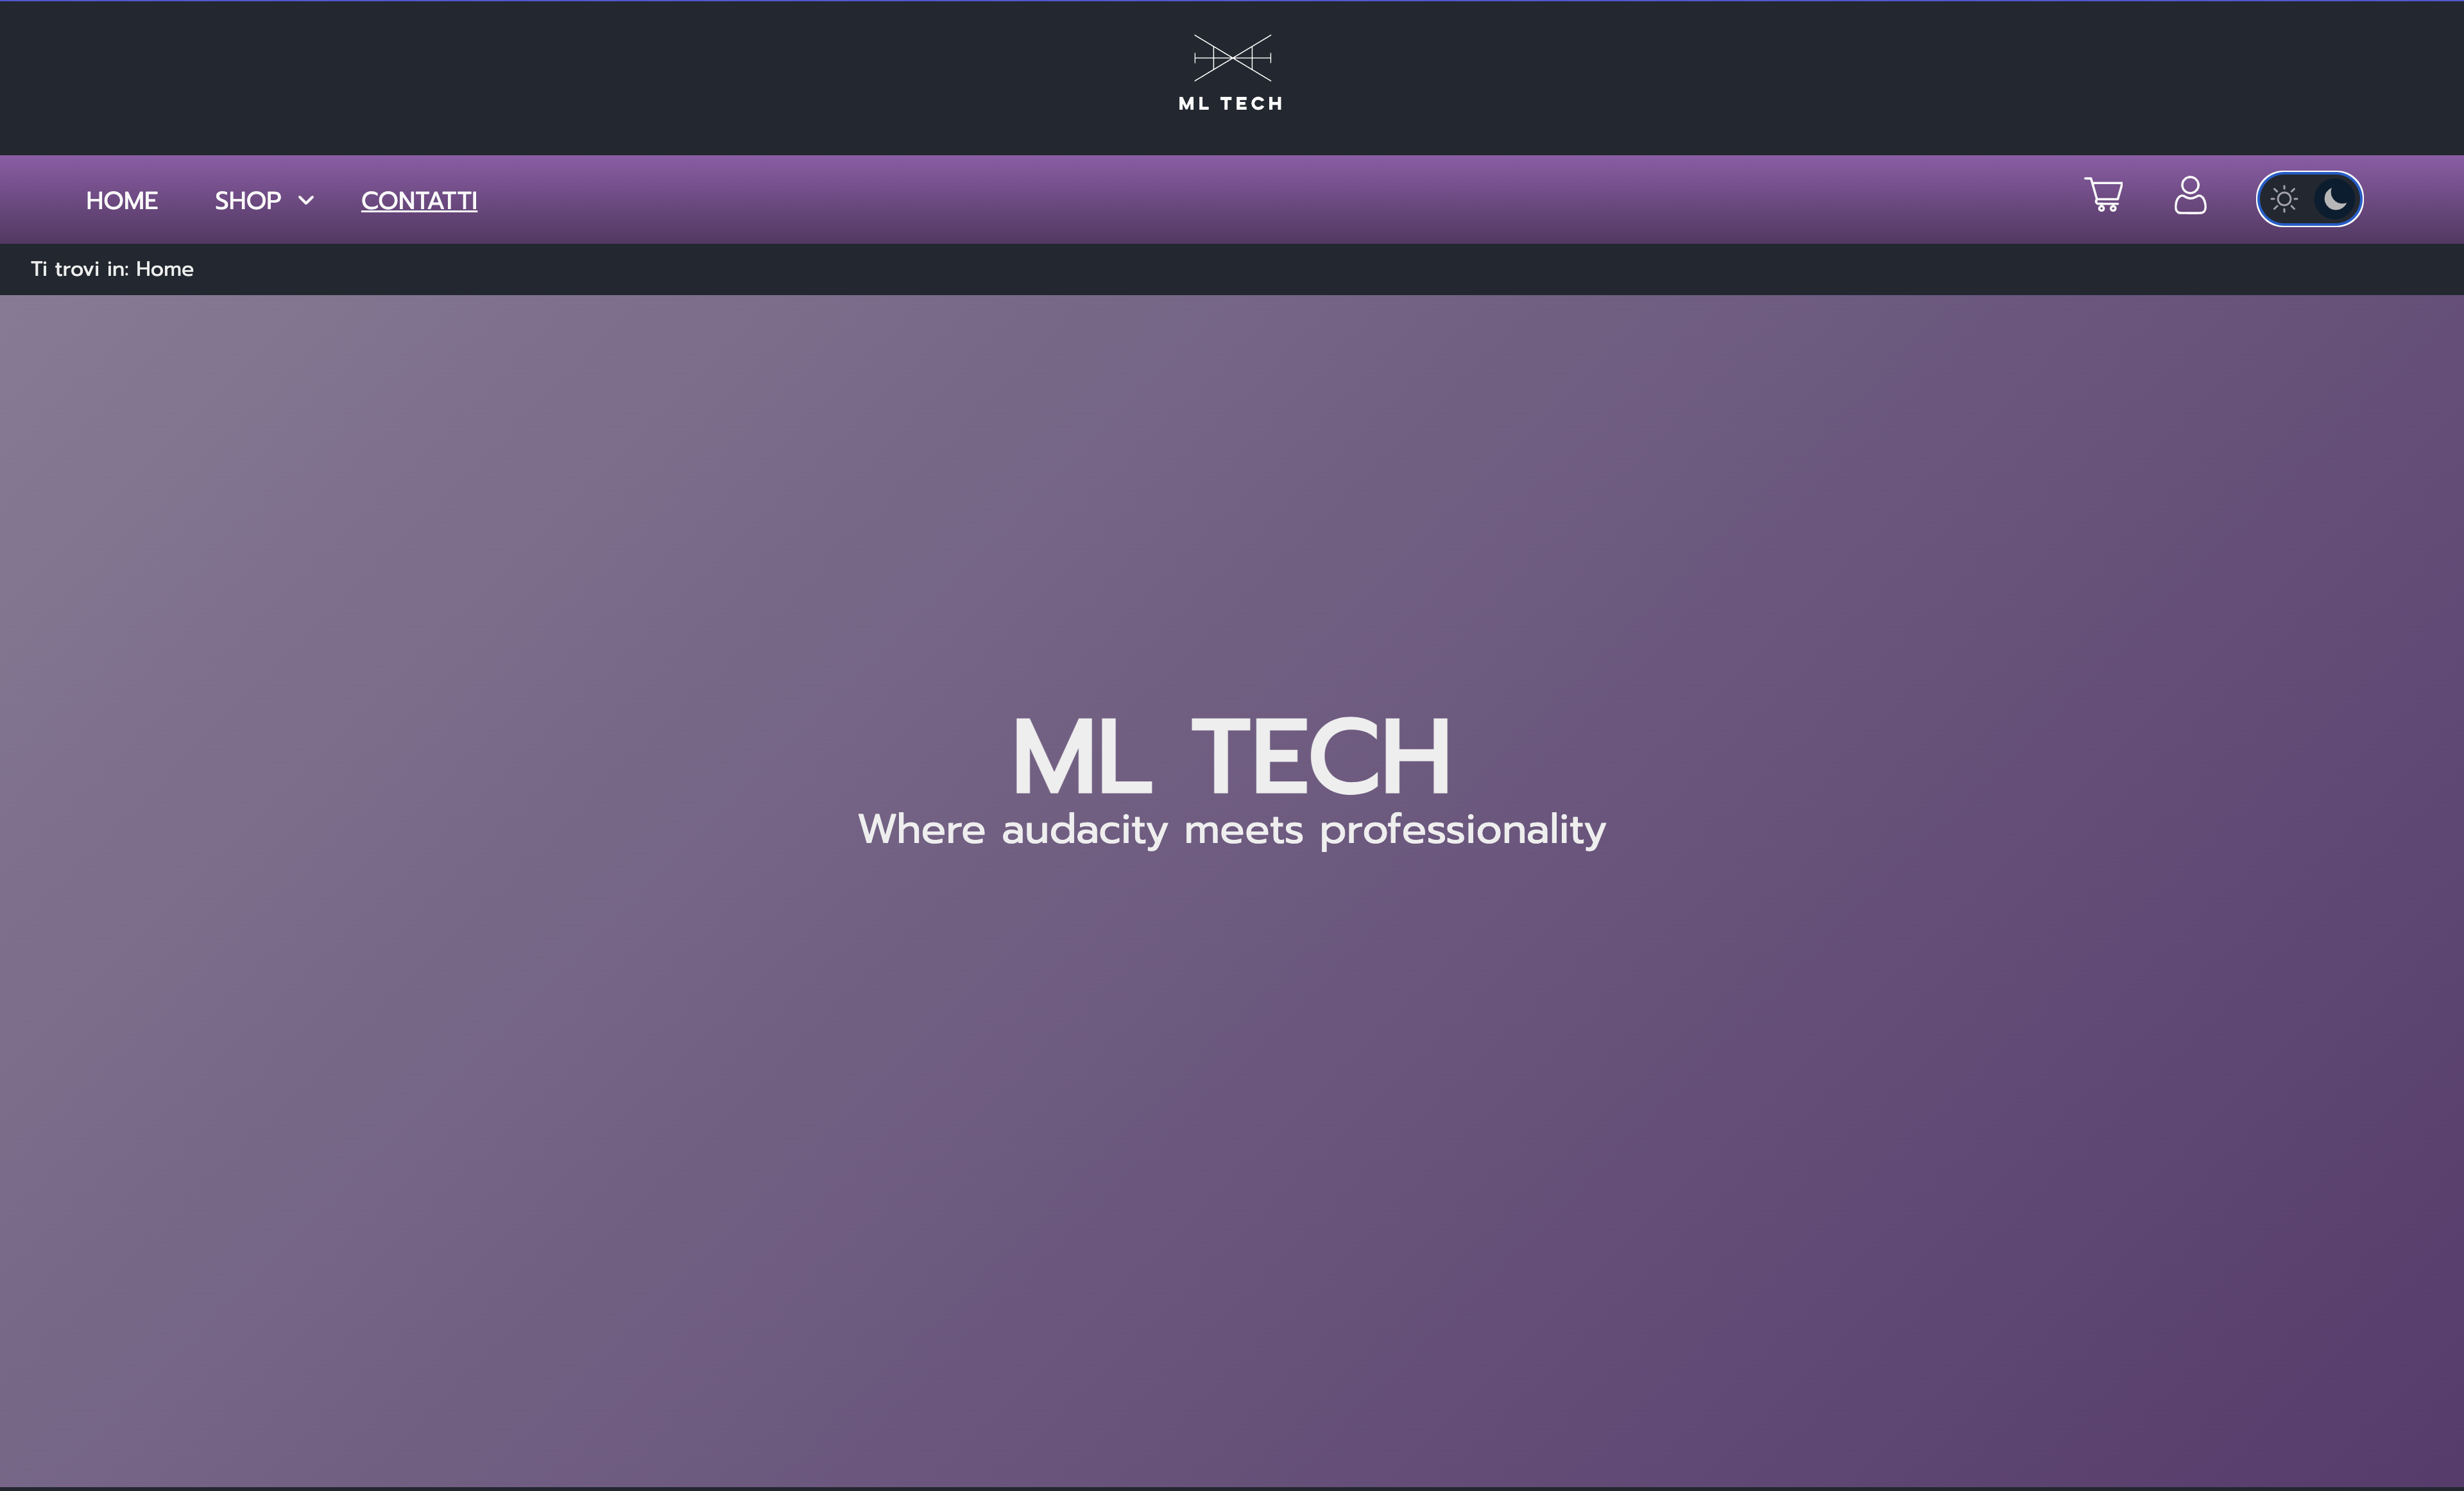 ML TECH
HOME SHOP CONTATTI
Ti trovi in: Home
ML TECH
Where audacity meets professionality